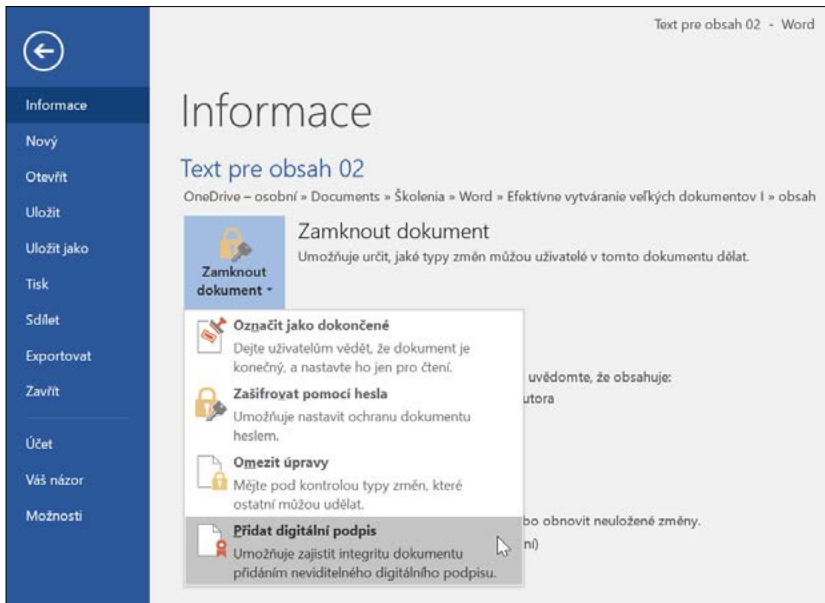 Text pre obsah 02 - Word
Informace
Nový
Otevřít
Uložit
Uložit jako
Tisk
Sdílet
Exportovat
Zavřít
Účet
Váš názor
Možnosti
Informace
Text pre obsah 02
OneDrive – osobní » Documents » Školenia » Word » Efektívne vytváranie veľkých dokumentov I » obsah
Zamknout
dokument
Zamknout dokument
Umožňuje určit, jaké typy změn můžou uživatelé v tomto dokumentu dělat.
Označit jako dokončené
Dejte uživatelům vědět, že dokument je
konečný, a nastavte ho jen pro čtení.
Zašifrovat pomocí hesla
Umožňuje nastavit ochranu dokumentu
heslem.
Omezit úpravy
Mějte pod kontrolou typy změn, které
ostatní můžou udělat.
Přidat digitální podpis
Umožňuje zajistit integritu dokumentu
přidáním neviditelného digitálního podpisu.
uvědomte, že obsahuje:
utora
bo obnovit neuložené změny.
ní)